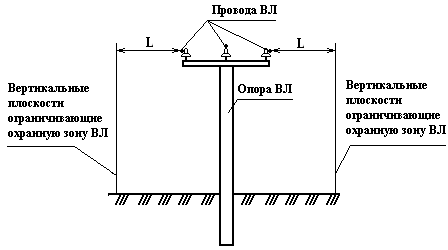 Провода ВЛ
L
L
Вертикальные
плоскости
ограничивающие
охранную зону ВЛ
Опора ВЛ
Вертикальные
плоскости
ограничивающие
охранную зону ВЛ